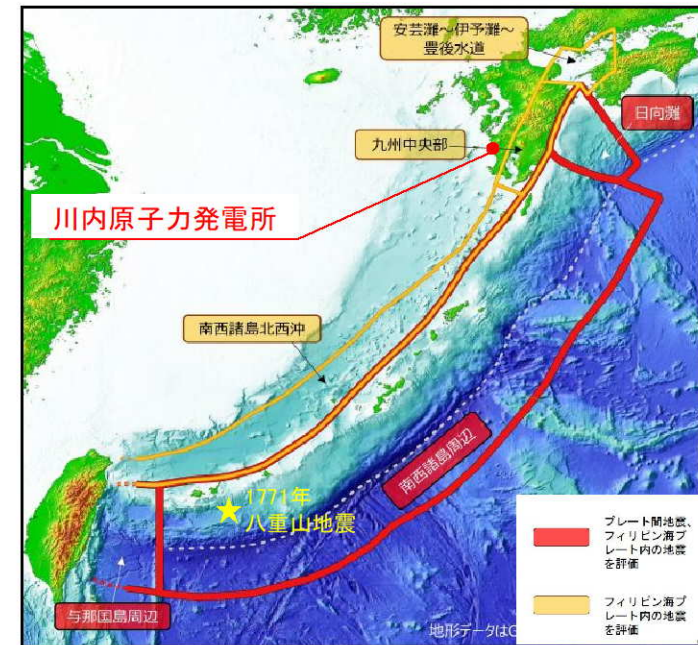 安芸灘～伊予灘～
豊後水道
日向灘
九州中央部
川内原子力発電所
南西諸島北西沖
南西諸島周辺
1771年
八重山地震
与那国島周辺
プレート間地震、
フィリピン海プ
レート内の地震
を評価
フィリピン海プ
レート内の地震
を評価
地形データはG